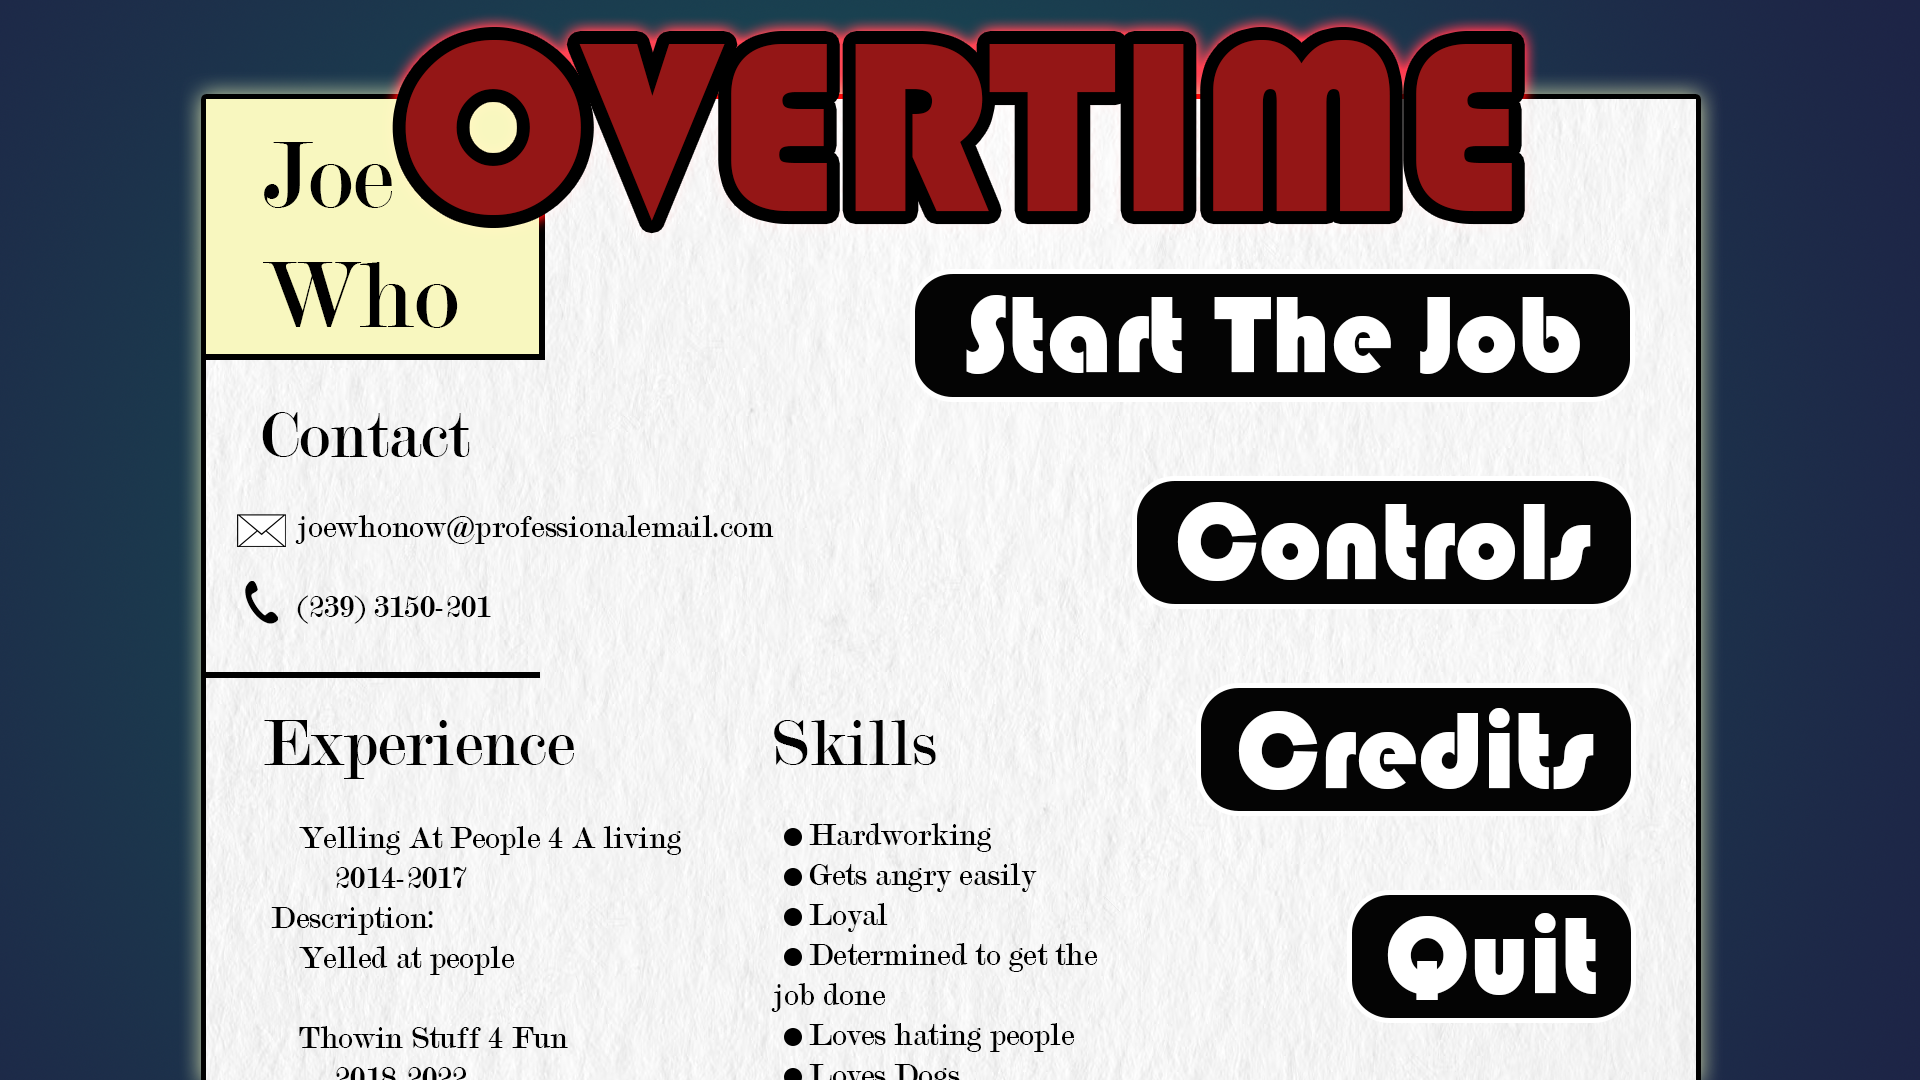 OVERTIME
Joe
Who
Contact
joewhonow@professionalemail.com
(239) 3150-201
Experience
Yelling At People 4 A living
2014-2017
Description:
Yelled at people
Thowin Stuff 4 Fun
2018-2022
Skills
● Hardworking
● Gets angry easily
● Loyal
● Determined to get the
job done
● Loves hating people
● Loves Dogs
Start The Job
Controls
Credits
Quit